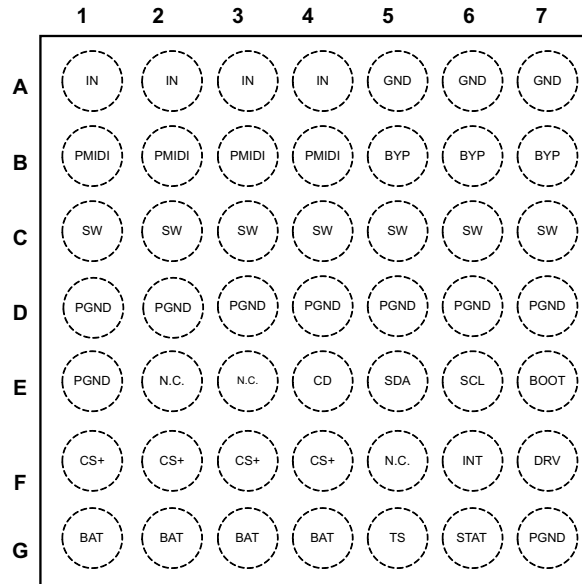 1 2 3 4 5 6 7
A IN IN IN IN GND GND GND
B PMIDI PMIDI PMIDI PMIDI BYP BYP BYP
C SW SW SW SW SW SW SW
D PGND PGND PGND PGND PGND PGND PGND
E PGND N.C. N.C. CD SDA SCL BOOT
F CS+ CS+ CS+ CS+ N.C. INT DRV
G BAT BAT BAT BAT TS STAT PGND